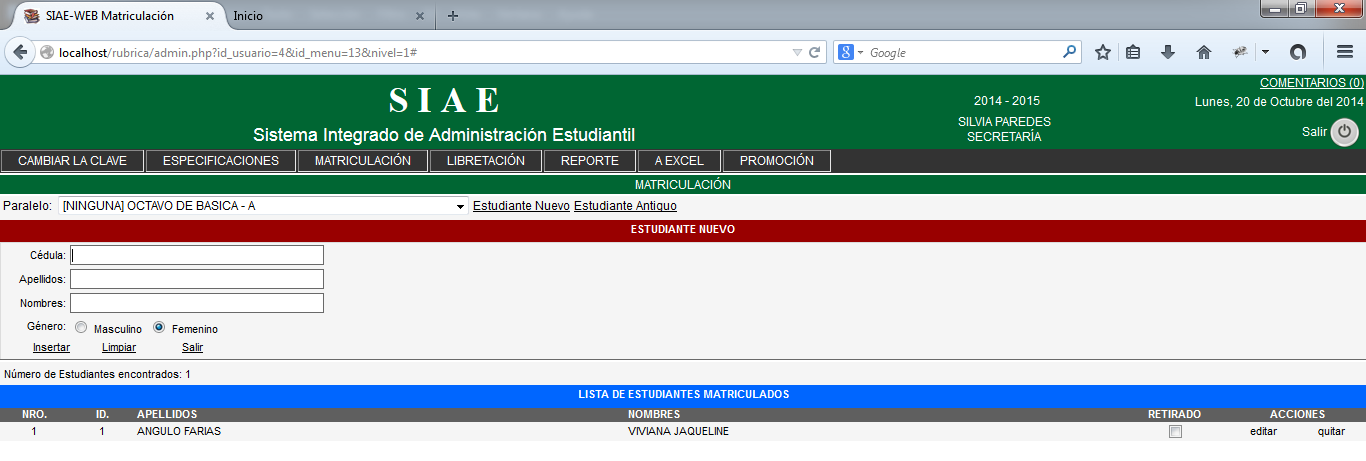 SIAE-WEB Matriculación × Inicio × +
localhost/rubrica/admin.php?id_usuario=4&id_menu=13&nivel=1# 8 Google
COMENTARIOS (0)
S I A E 2014 - 2015 Lunes, 20 de Octubre del 2014
Sistema Integrado de Administración Estudiantil SILVIA PAREDES
SECRETARÍA Salir
CAMBIAR LA CLAVE ESPECIFICACIONES MATRICULACIÓN LIBRETACIÓN REPORTE A EXCEL PROMOCIÓN
MATRICULACIÓN
Paralelo: [NINGUNA] OCTAVO DE BASICA - A Estudiante Nuevo Estudiante Antiguo
ESTUDIANTE NUEVO
Cédula:
Apellidos:
Nombres:
Género: Masculino Femenino
Insertar Limpiar Salir
Número de Estudiantes encontrados: 1
LISTA DE ESTUDIANTES MATRICULADOS
NRO. ID. APELLIDOS NOMBRES RETIRADO ACCIONES
1 1 ANGULO FARIAS VIVIANA JAQUELINE editar quitar